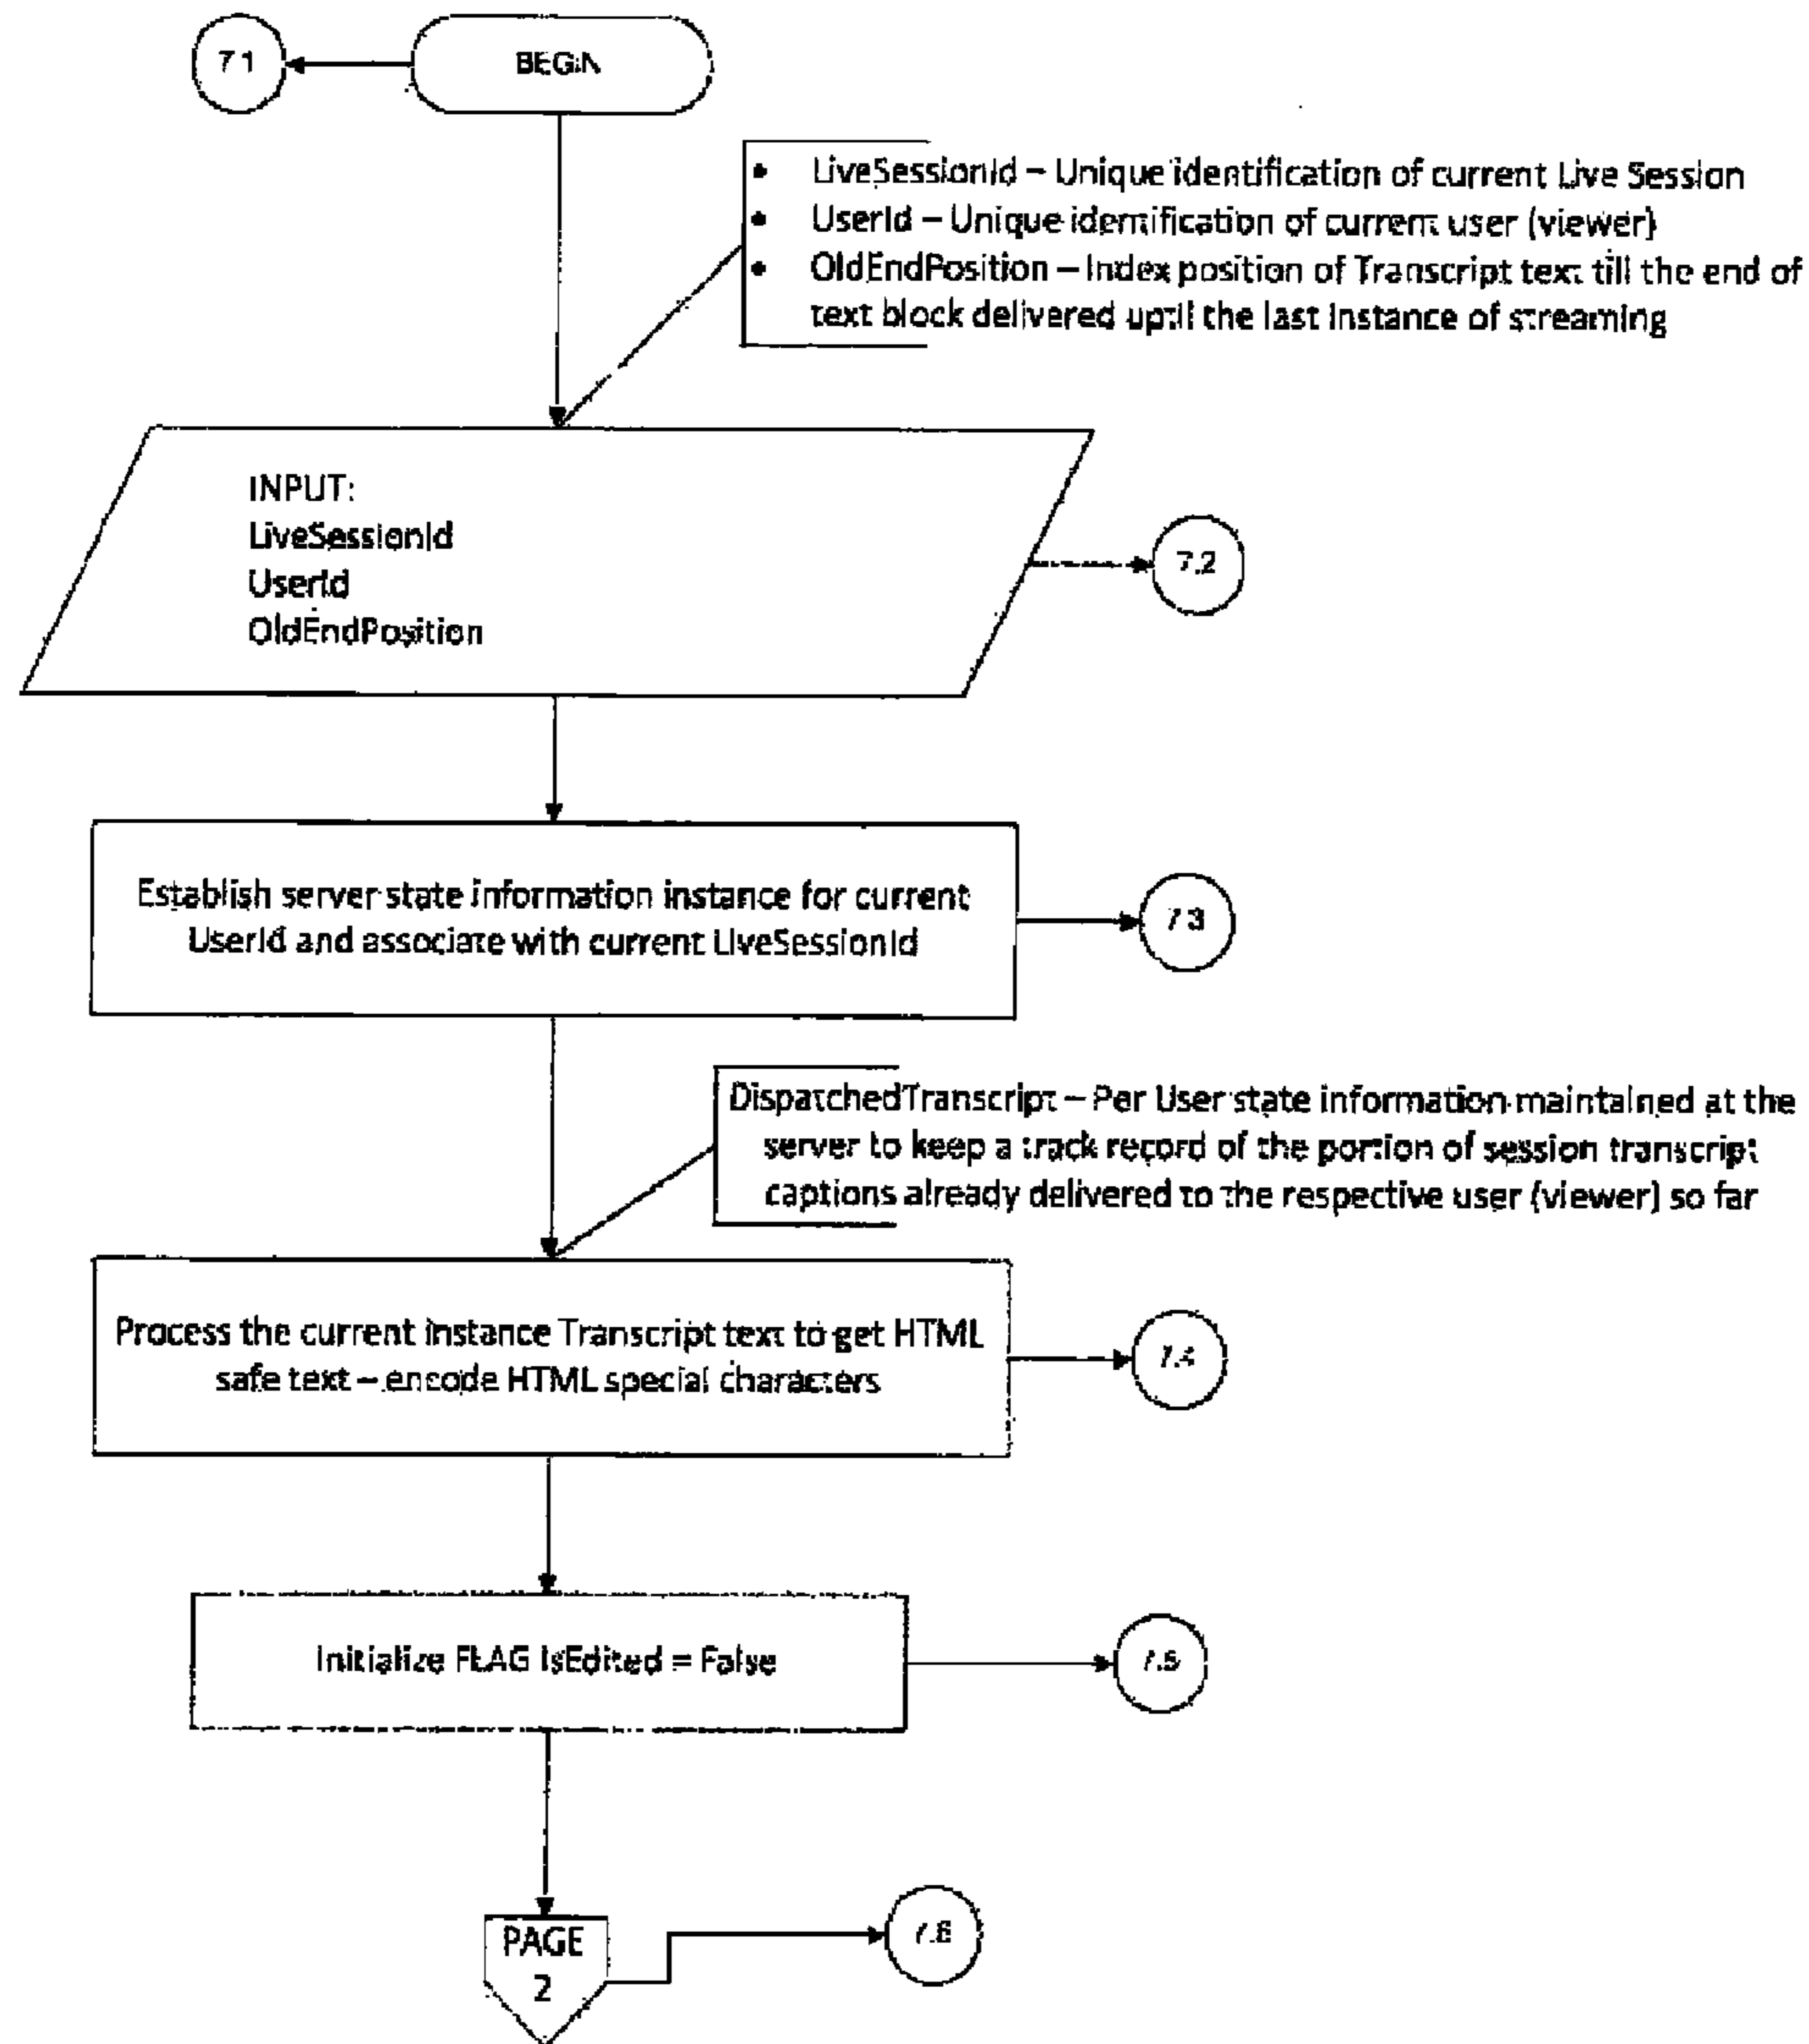 7.1
BEGIN
• LiveSessionId – Unique identification of current Live Session
• UserId – Unique identification of current user (viewer)
• OldEndPosition – Index position of Transcript text till the end of
text block delivered uptill the last instance of streaming
INPUT:
LiveSessionId
UserId
OldEndPosition
7.2
Establish server state information instance for current
UserId and associate with current LiveSessionId
7.3
DispatchedTranscript – Per User state information maintained at the
server to keep a track record of the portion of session transcript
captions already delivered to the respective user (viewer) so far
Process the current instance Transcript text to get HTML
safe text – encode HTML special characters
7.4
Initialize FLAG IsEdited = False
7.5
PAGE
2
7.6